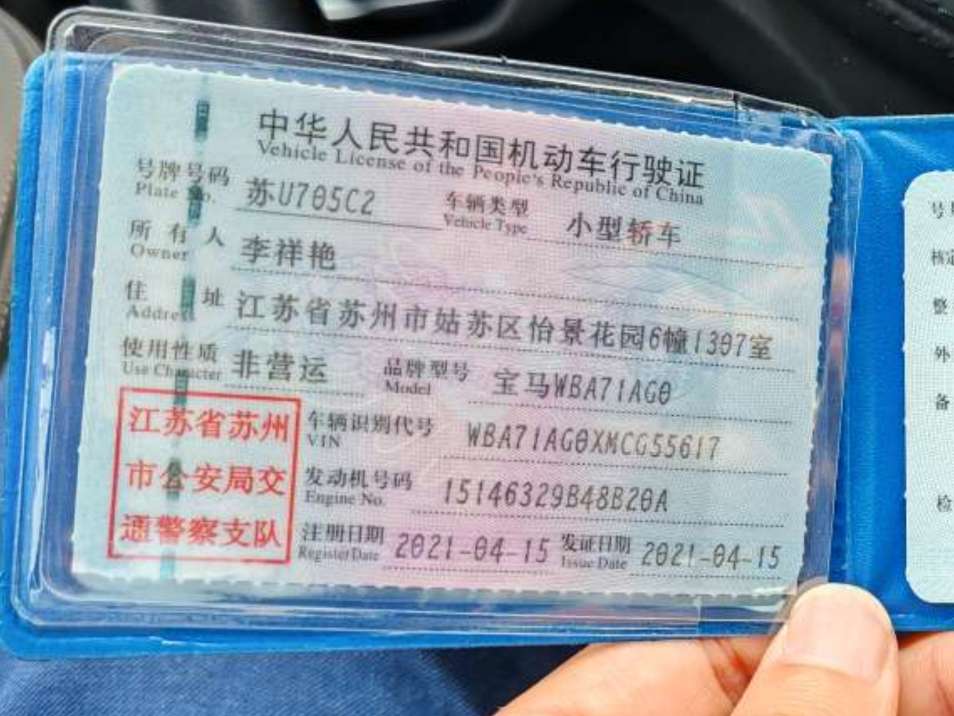 中华人民共和国机动车行驶证
Vehicle License of the People's Republic of China
号牌号码 苏U705C2 车辆类型 小型轿车
Plate No. Vehicle Type
所有人 李祥艳
Owner
住址 江苏省苏州市姑苏区怡景花园6幢1307室
Address
使用性质 非营运 品牌型号 宝马WBA71AG0
Use Character Model
江苏省苏州 车辆识别代号 WBA71AG0XMCG55617
VIN
市公安局交 发动机号码 15146329B48B20A
Engine No.
通警察支队 注册日期 2021-04-15 发证日期 2021-04-15
Register Date Issue Date
号
核定
整
外
备
检